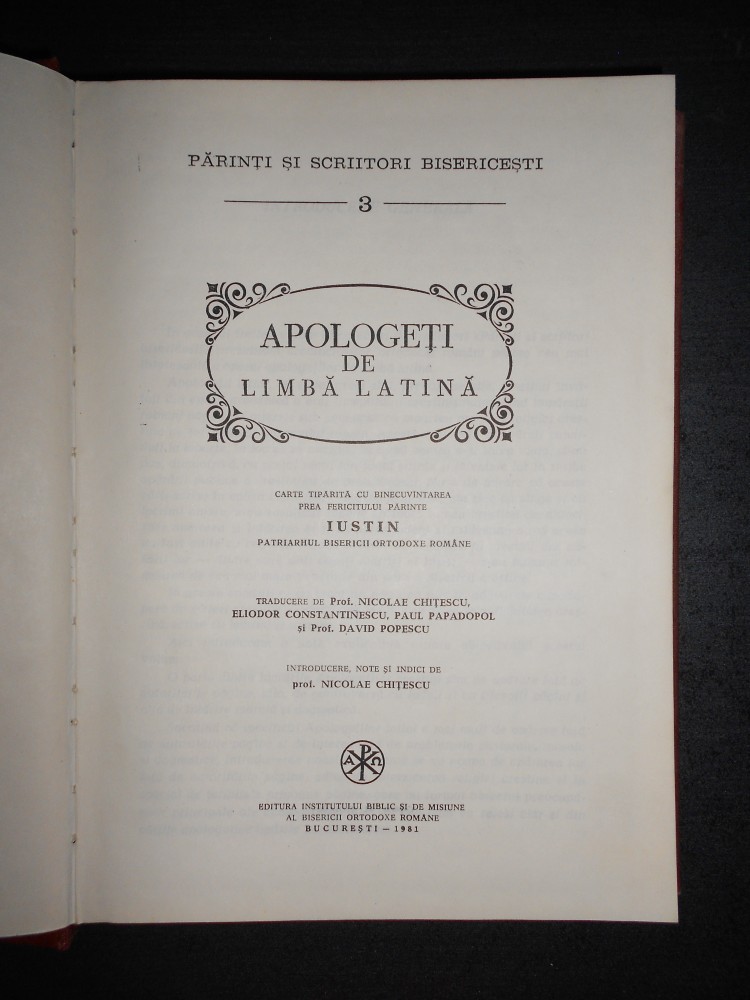 PĂRINȚI ȘI SCRIITORI BISERICEȘTI
3
APOLOGEȚI
DE
LIMBĂ LATINĂ
CARTE TIPĂRITĂ CU BINECUVÎNTAREA
PREA FERICITULUI PĂRINTE
IUSTIN
PATRIARHUL BISERICII ORTODOXE ROMÂNE
TRADUCERE DE Prof. NICOLAE CHIȚESCU,
ELIODOR CONSTANTINESCU, PAUL PAPADOPOL
și Prof. DAVID POPESCU
INTRODUCERE, NOTE ȘI INDICI DE
prof. NICOLAE CHIȚESCU
Α Ρ Ω
EDITURA INSTITUTULUI BIBLIC ȘI DE MISIUNE
AL BISERICII ORTODOXE ROMÂNE
BUCUREȘTI — 1981